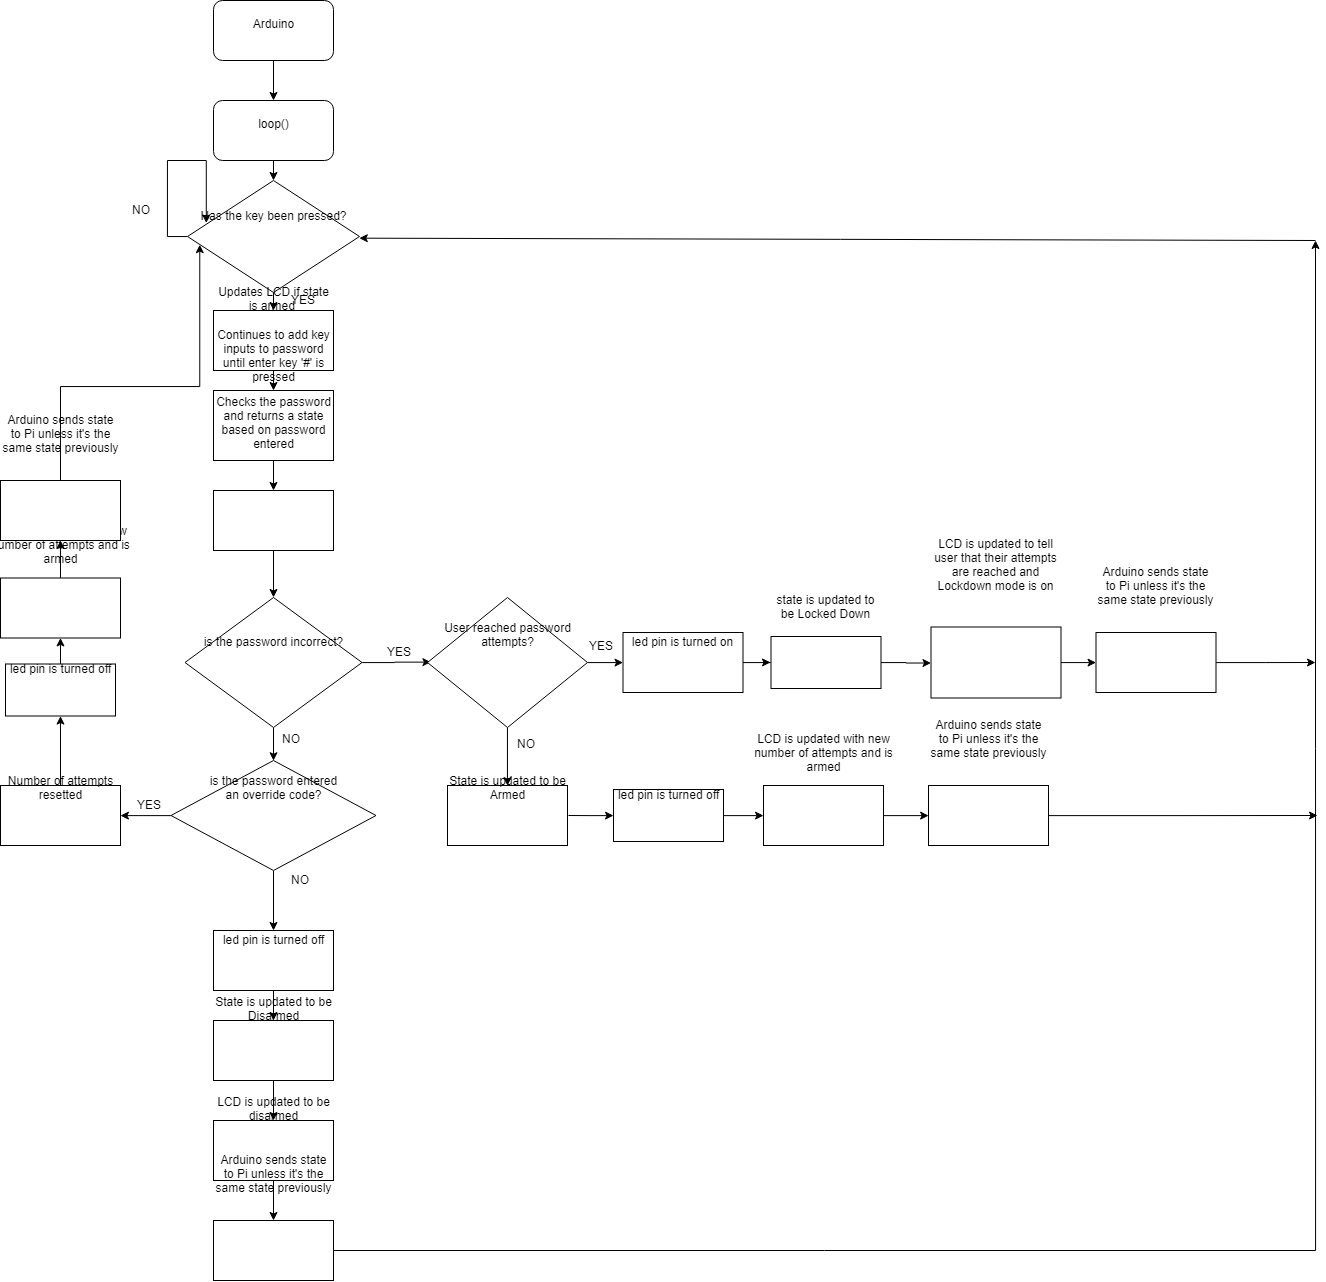 Arduino
loop()
NO
Has the key been pressed?
Updates LCD if state
is armed
YES
Continues to add key
inputs to password
until enter key '#' is
pressed
Checks the password
and returns a state
based on password
entered
Arduino sends state
to Pi unless it's the
same state previously
number of attempts and is
armed
led pin is turned off
Number of attempts
resetted
YES
is the password incorrect?
YES
NO
User reached password
attempts?
YES
NO
led pin is turned on
state is updated to
be Locked Down
LCD is updated to tell
user that their attempts
are reached and
Lockdown mode is on
Arduino sends state
to Pi unless it's the
same state previously
is the password entered
an override code?
NO
State is updated to be
Armed
led pin is turned off
LCD is updated with new
number of attempts and is
armed
Arduino sends state
to Pi unless it's the
same state previously
led pin is turned off
State is updated to be
Disarmed
LCD is updated to be
disarmed
Arduino sends state
to Pi unless it's the
same state previously